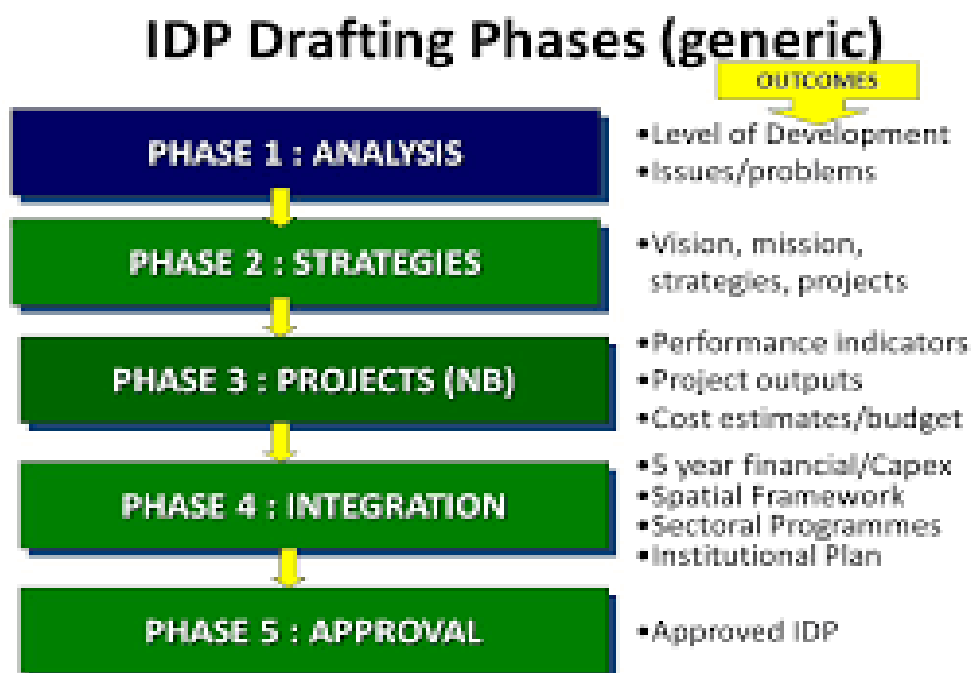 IDP Drafting Phases (generic)
OUTCOMES
PHASE 1 : ANALYSIS
•Level of Development
•Issues/problems
PHASE 2 : STRATEGIES
•Vision, mission,
strategies, projects
PHASE 3 : PROJECTS (NB)
•Performance indicators
•Project outputs
•Cost estimates/budget
PHASE 4 : INTEGRATION
•5 year financial/Capex
•Spatial Framework
•Sectoral Programmes
•Institutional Plan
PHASE 5 : APPROVAL
•Approved IDP